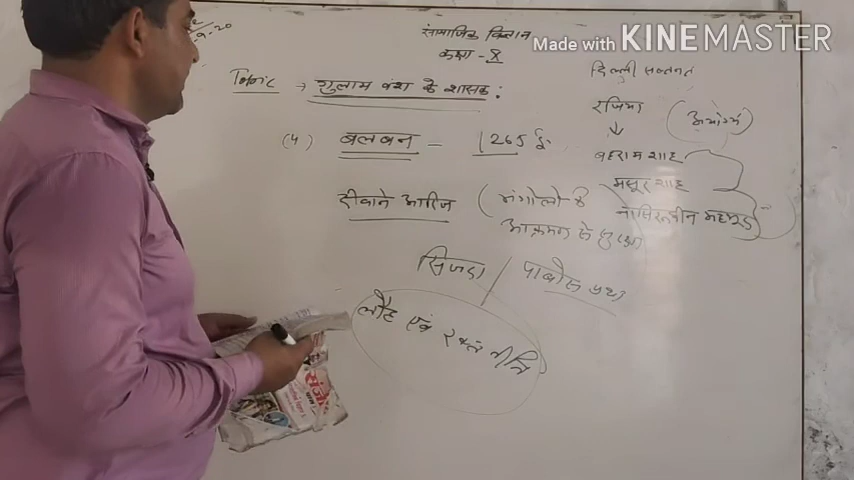 सामाजिक विज्ञान
कक्षा - 8
Made with KINEMASTER
Topic → गुलाम वंश के शासक :
दिल्ली सल्तनत
रजिया
(अयोग्य)
(4) बलबन - 1265 ई.
बहराम शाह
मसूद शाह
नासिरुद्दीन महमूद
दीवाने आरिज (मंगोलो के
आक्रमण से सुरक्षा
सिजदा / पाबोस प्रथा
लौह एवं रक्त नीति